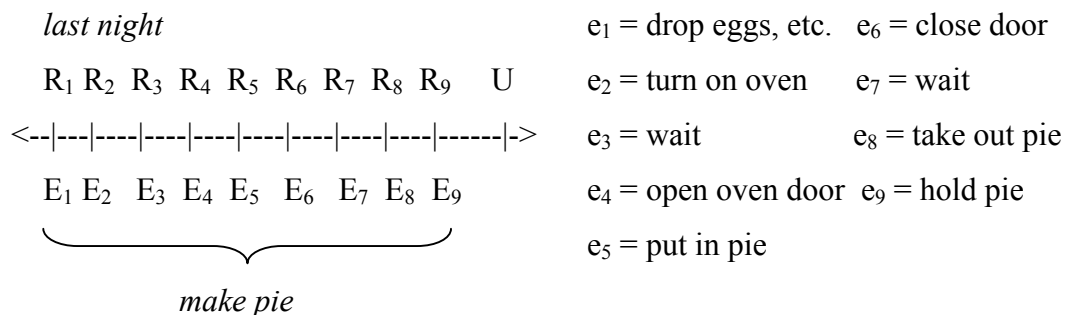 last night e₁ = drop eggs, etc. e₆ = close door
R₁ R₂ R₃ R₄ R₅ R₆ R₇ R₈ R₉ U e₂ = turn on oven e₇ = wait
<--|---|----|----|----|----|----|----|----|------|-> e₃ = wait e₈ = take out pie
E₁ E₂ E₃ E₄ E₅ E₆ E₇ E₈ E₉ e₄ = open oven door e₉ = hold pie
e₅ = put in pie
make pie